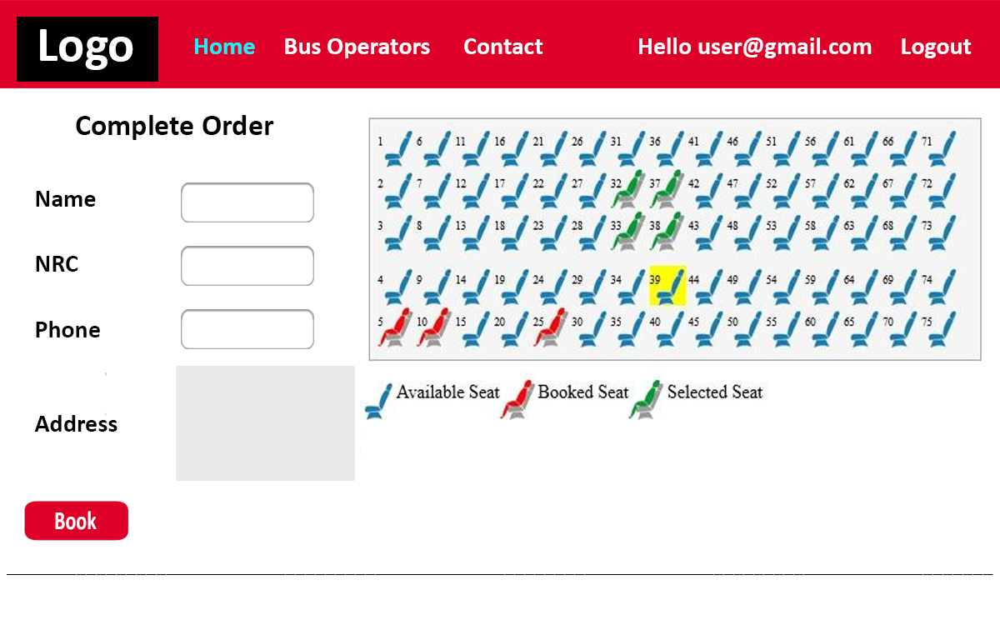 Logo Home Bus Operators Contact Hello user@gmail.com Logout
Complete Order
Name
NRC
Phone
Address
Book
1 6 11 16 21 26 31 36 41 46 51 56 61 66 71
2 7 12 17 22 27 32 37 42 47 52 57 62 67 72
3 8 13 18 23 28 33 38 43 48 53 58 63 68 73
4 9 14 19 24 29 34 39 44 49 54 59 64 69 74
5 10 15 20 25 30 35 40 45 50 55 60 65 70 75
Available Seat Booked Seat Selected Seat